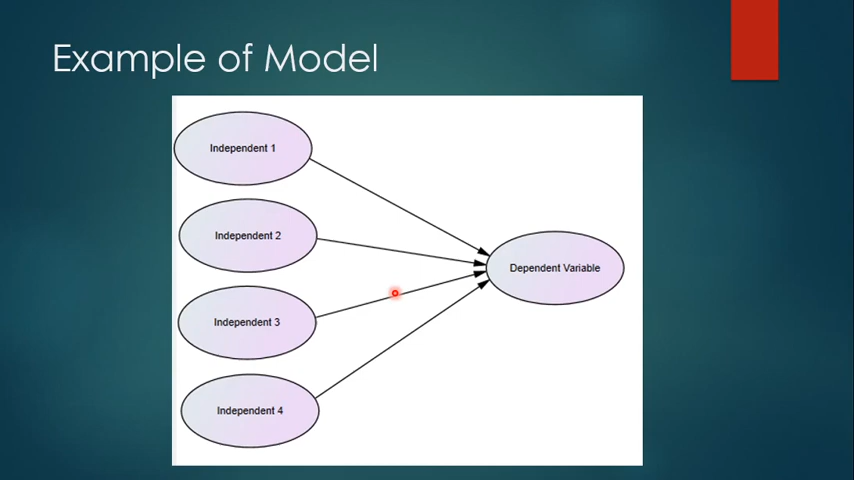 Example of Model
Independent 1
Independent 2
Dependent Variable
Independent 3
Independent 4